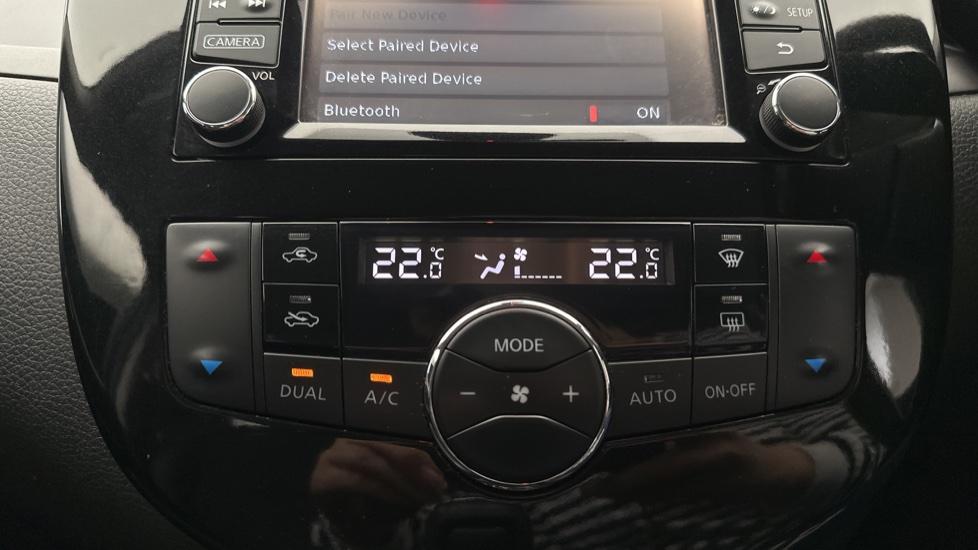 Pair New Device
Select Paired Device
Delete Paired Device
Bluetooth ON
CAMERA
VOL
SETUP
22.0 °C 22.0 °C
MODE
DUAL A/C - + AUTO ON·OFF